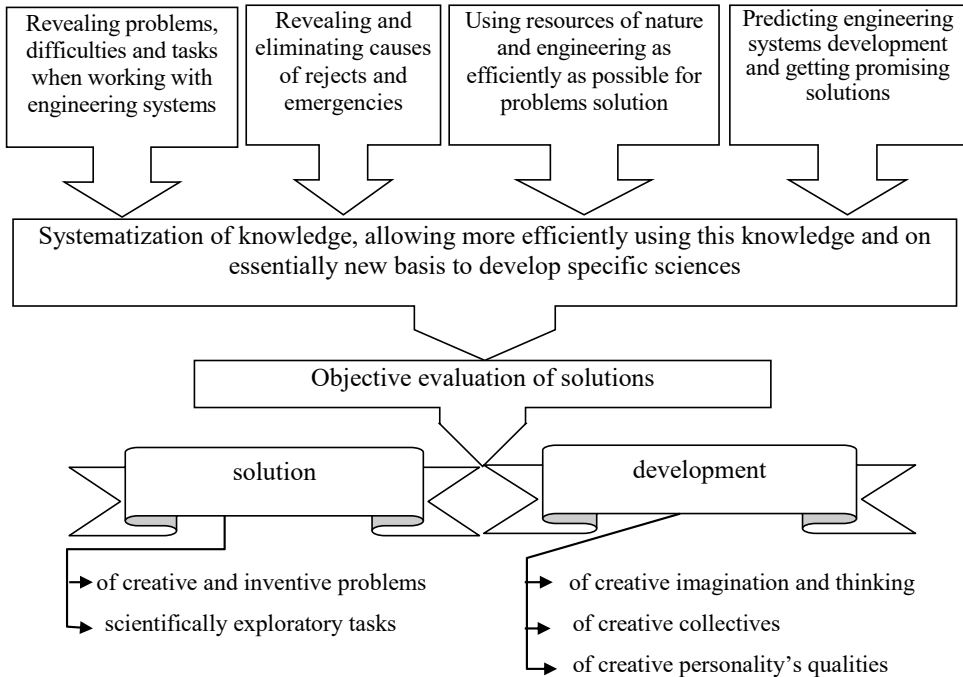 Revealing problems,
difficulties and tasks
when working with
engineering systems
Revealing and
eliminating causes
of rejects and
emergencies
Using resources of nature
and engineering as
efficiently as possible for
problems solution
Predicting engineering
systems development
and getting promising
solutions
Systematization of knowledge, allowing more efficiently using this knowledge and on
essentially new basis to develop specific sciences
Objective evaluation of solutions
solution
of creative and inventive problems
scientifically exploratory tasks
development
of creative imagination and thinking
of creative collectives
of creative personality’s qualities